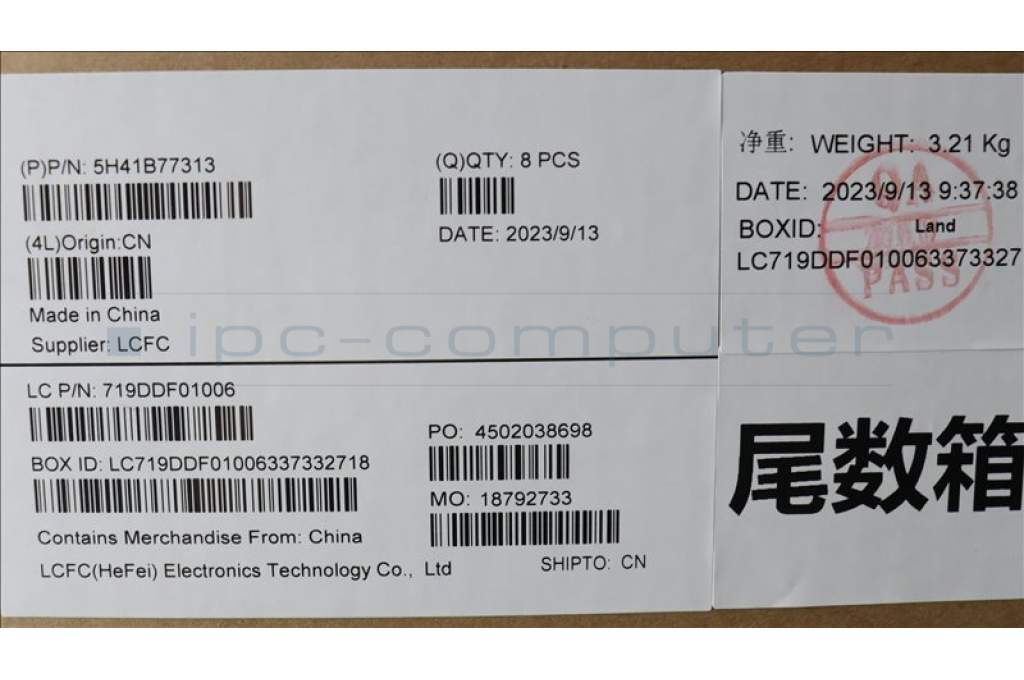 (P)P/N: 5H41B77313
(Q)QTY: 8 PCS
(4L)Origin:CN
DATE: 2023/9/13
Made in China
Supplier: LCFC
LC P/N: 719DDF01006
BOX ID: LC719DDF01006337332718
PO: 4502038698
MO: 18792733
Contains Merchandise From: China
LCFC(HeFei) Electronics Technology Co., Ltd
SHIPTO: CN
净重: WEIGHT: 3.21 Kg
DATE: 2023/9/13 9:37:38
BOXID: Land
LC719DDF010063373327
QA
PASS
尾数箱
ipc-computer